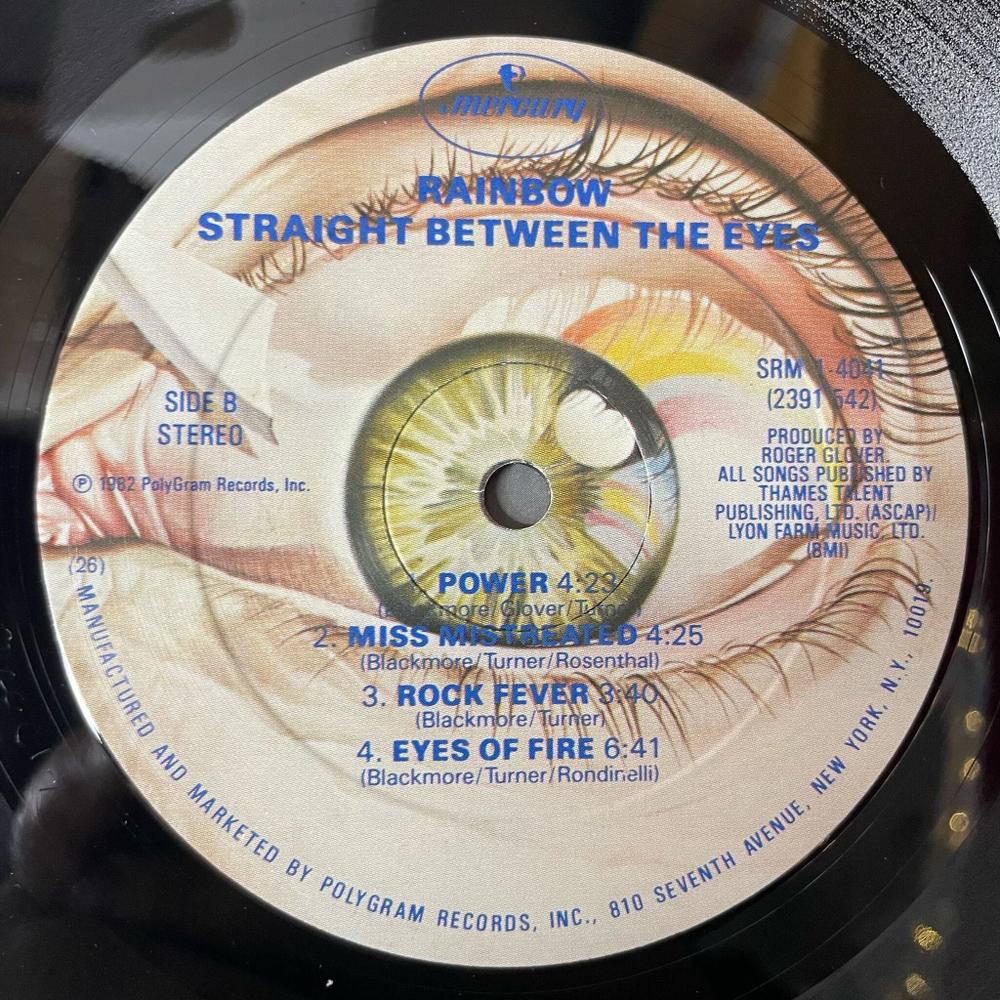 mercury
RAINBOW
STRAIGHT BETWEEN THE EYES
SIDE B
STEREO
℗ 1982 PolyGram Records, Inc.
(26)
SRM 1-4041
(2391 542)
PRODUCED BY
ROGER GLOVER.
ALL SONGS PUBLISHED BY
THAMES TALENT
PUBLISHING, LTD. (ASCAP)/
LYON FARM MUSIC, LTD.
(BMI)
1. POWER 4:23
(Blackmore/Glover/Turner)
2. MISS MISTREATED 4:25
(Blackmore/Turner/Rosenthal)
3. ROCK FEVER 3:40
(Blackmore/Turner)
4. EYES OF FIRE 6:41
(Blackmore/Turner/Rondinelli)
MANUFACTURED AND MARKETED BY POLYGRAM RECORDS, INC., 810 SEVENTH AVENUE, NEW YORK, N.Y., 10019.